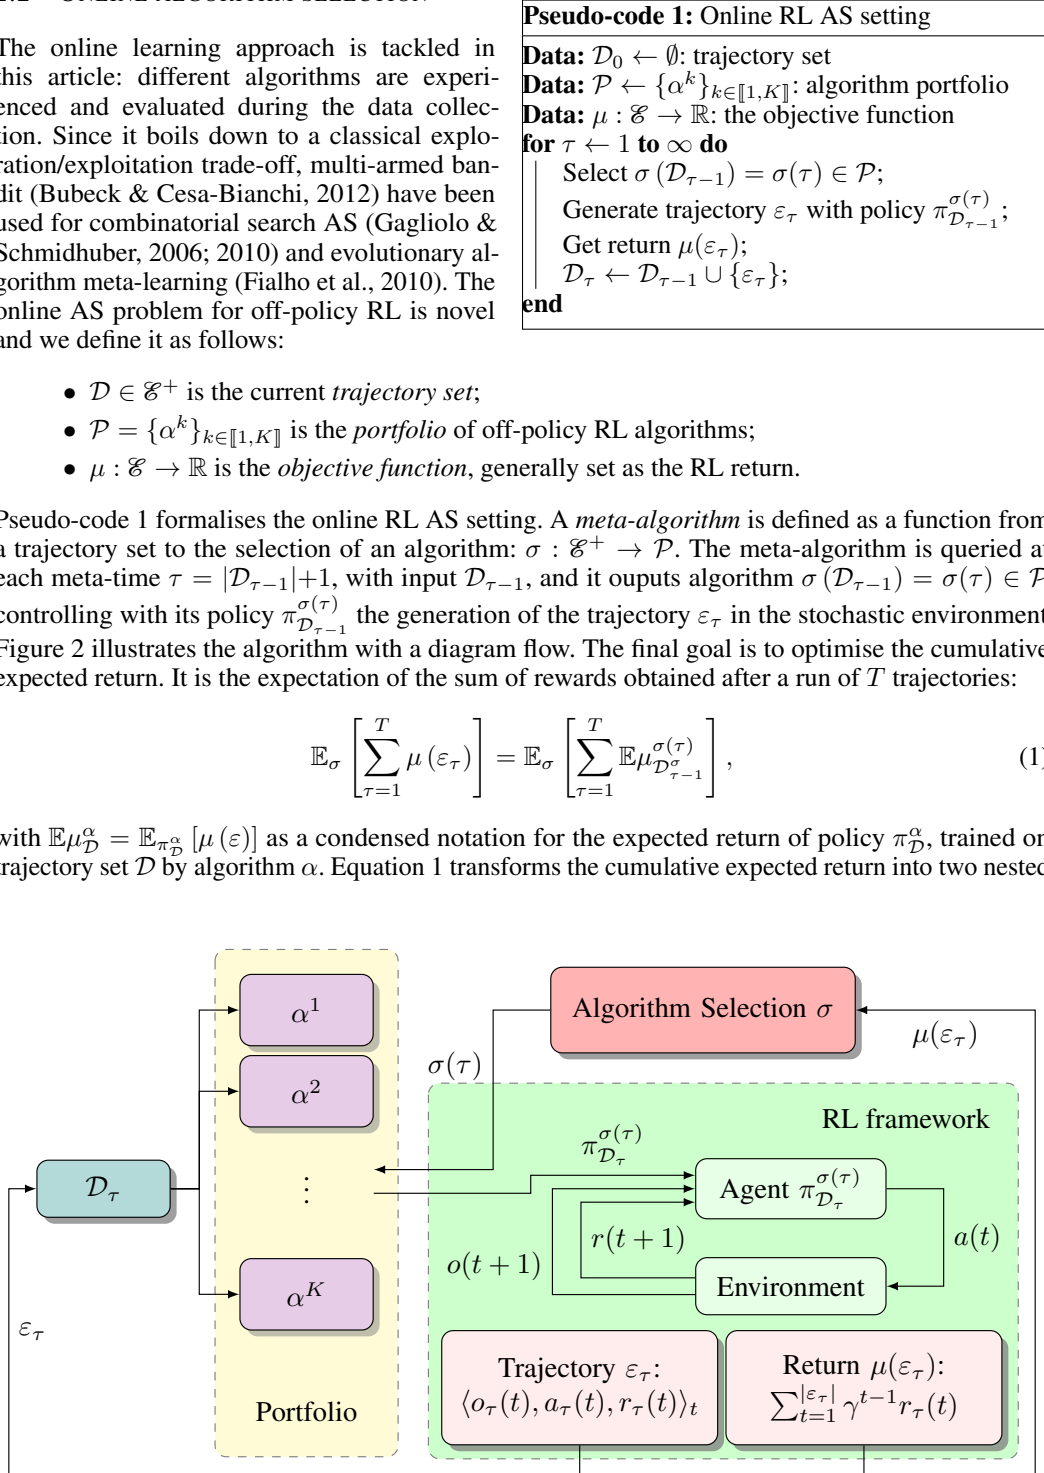 The online learning approach is tackled in
this article: different algorithms are experi-
enced and evaluated during the data collec-
tion. Since it boils down to a classical explo-
ration/exploitation trade-off, multi-armed ban-
dit (Bubeck & Cesa-Bianchi, 2012) have been
used for combinatorial search AS (Gagliolo &
Schmidhuber, 2006; 2010) and evolutionary al-
gorithm meta-learning (Fialho et al., 2010). The
online AS problem for off-policy RL is novel
and we define it as follows:
Pseudo-code 1: Online RL AS setting
Data: 𝒟₀ ← ∅: trajectory set
Data: 𝒫 ← {α^k}_{k∈⟦1,K⟧}: algorithm portfolio
Data: μ : ℰ → ℝ: the objective function
for τ ← 1 to ∞ do
Select σ (𝒟_{τ−1}) = σ(τ) ∈ 𝒫;
Generate trajectory ε_τ with policy π^{σ(τ)}_{𝒟_{τ−1}};
Get return μ(ε_τ);
𝒟_τ ← 𝒟_{τ−1} ∪ {ε_τ};
end
• 𝒟 ∈ ℰ⁺ is the current trajectory set;
• 𝒫 = {α^k}_{k∈⟦1,K⟧} is the portfolio of off-policy RL algorithms;
• μ : ℰ → ℝ is the objective function, generally set as the RL return.
Pseudo-code 1 formalises the online RL AS setting. A meta-algorithm is defined as a function from
a trajectory set to the selection of an algorithm: σ : ℰ⁺ → 𝒫. The meta-algorithm is queried at
each meta-time τ = |𝒟_{τ−1}|+1, with input 𝒟_{τ−1}, and it ouputs algorithm σ (𝒟_{τ−1}) = σ(τ) ∈ 𝒫
controlling with its policy π^{σ(τ)}_{𝒟_{τ−1}} the generation of the trajectory ε_τ in the stochastic environment
Figure 2 illustrates the algorithm with a diagram flow. The final goal is to optimise the cumulative
expected return. It is the expectation of the sum of rewards obtained after a run of T trajectories:
𝔼_σ [∑_{τ=1}^{T} μ (ε_τ)] = 𝔼_σ [∑_{τ=1}^{T} 𝔼μ^{σ(τ)}_{𝒟^σ_{τ−1}}], (1)
with 𝔼μ^α_𝒟 = 𝔼_{π^α_𝒟} [μ (ε)] as a condensed notation for the expected return of policy π^α_𝒟, trained on
trajectory set 𝒟 by algorithm α. Equation 1 transforms the cumulative expected return into two nested
α¹
α²
⋮
α^K
Portfolio
𝒟_τ
ε_τ
Algorithm Selection σ
μ(ε_τ)
σ(τ)
RL framework
π^{σ(τ)}_{𝒟_τ}
Agent π^{σ(τ)}_{𝒟_τ}
a(t)
r(t + 1)
o(t + 1)
Environment
Trajectory ε_τ:
⟨o_τ(t), a_τ(t), r_τ(t)⟩_t
Return μ(ε_τ):
∑_{t=1}^{|ε_τ|} γ^{t−1} r_τ(t)